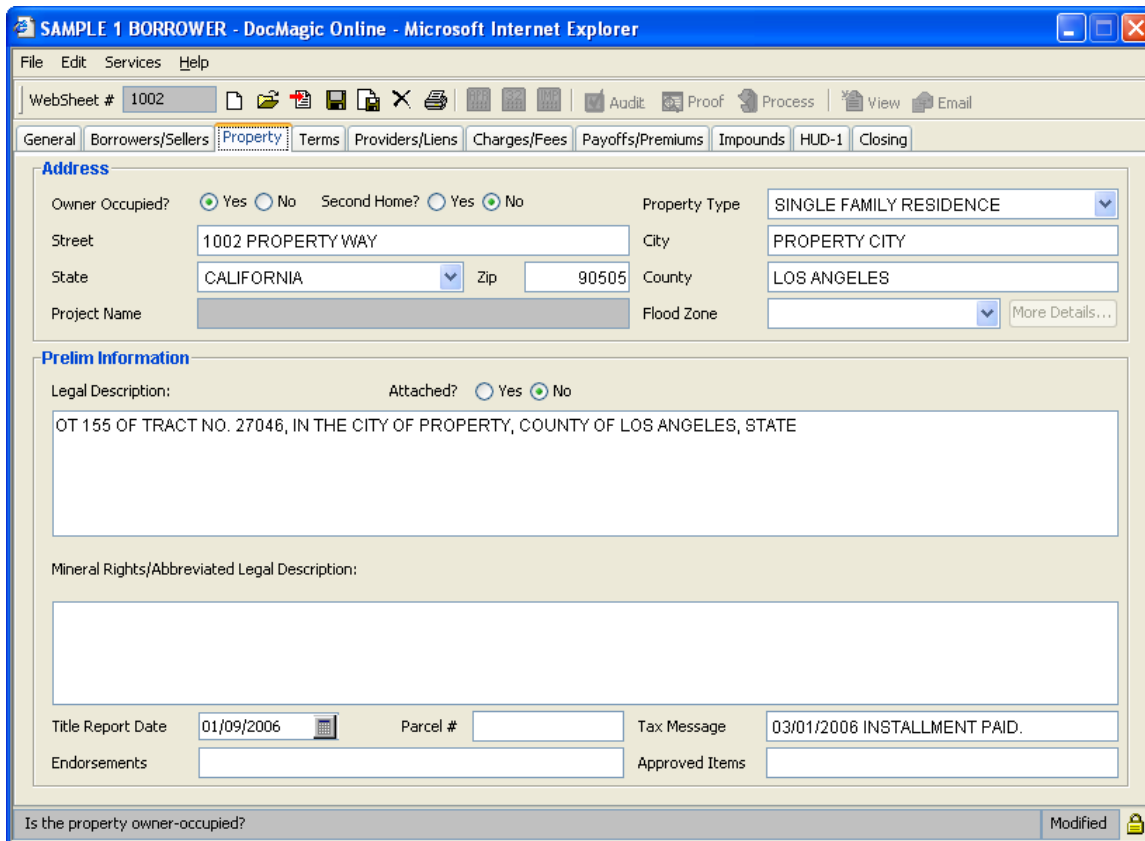 SAMPLE 1 BORROWER - DocMagic Online - Microsoft Internet Explorer
File Edit Services Help
WebSheet # 1002 Audit Proof Process View Email
General Borrowers/Sellers Property Terms Providers/Liens Charges/Fees Payoffs/Premiums Impounds HUD-1 Closing
Address
Owner Occupied? Yes No Second Home? Yes No Property Type SINGLE FAMILY RESIDENCE
Street 1002 PROPERTY WAY City PROPERTY CITY
State CALIFORNIA Zip 90505 County LOS ANGELES
Project Name Flood Zone More Details...
Prelim Information
Legal Description: Attached? Yes No
OT 155 OF TRACT NO. 27046, IN THE CITY OF PROPERTY, COUNTY OF LOS ANGELES, STATE
Mineral Rights/Abbreviated Legal Description:
Title Report Date 01/09/2006 Parcel # Tax Message 03/01/2006 INSTALLMENT PAID.
Endorsements Approved Items
Is the property owner-occupied? Modified